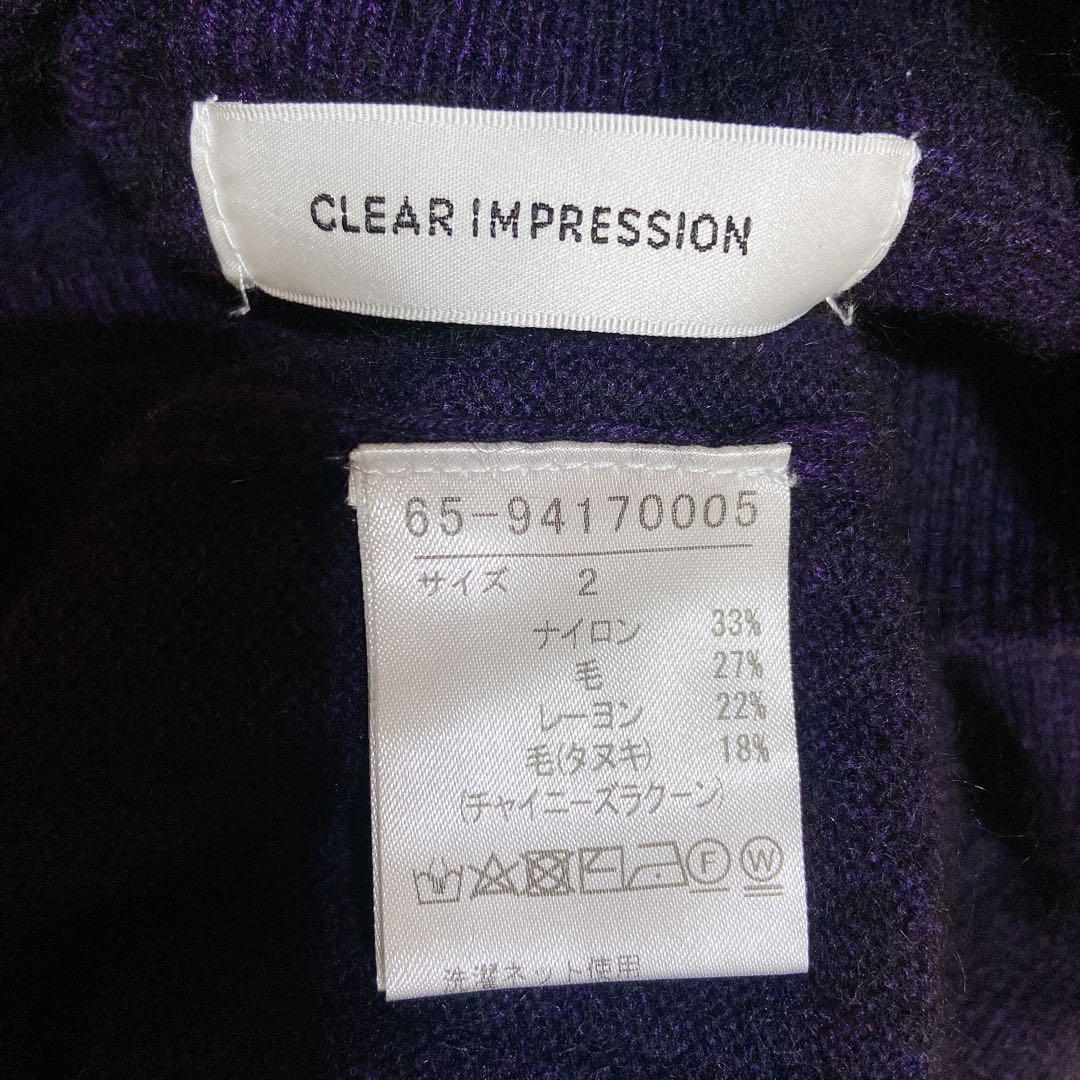 CLEAR IMPRESSION
65-94170005
サイズ 2
ナイロン 33%
毛 27%
レーヨン 22%
毛(タヌキ) 18%
(チャイニーズラクーン)
F W
洗濯ネット使用